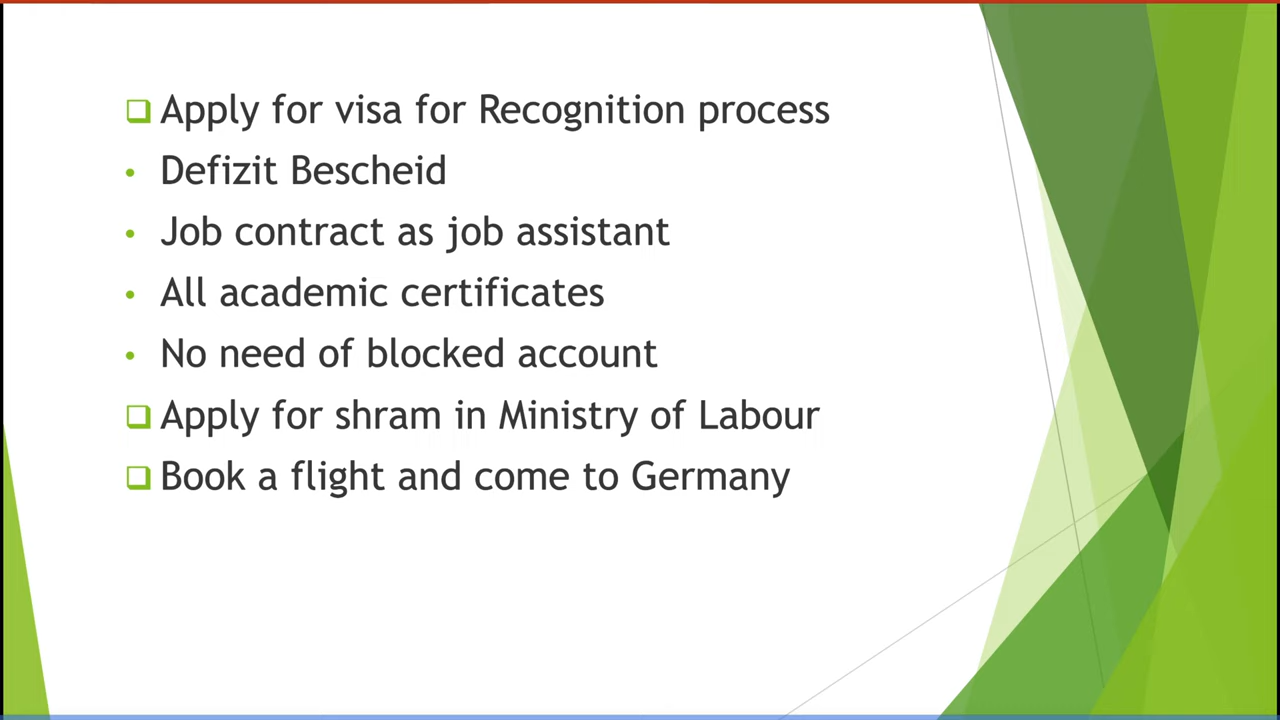 Apply for visa for Recognition process
Defizit Bescheid
Job contract as job assistant
All academic certificates
No need of blocked account
Apply for shram in Ministry of Labour
Book a flight and come to Germany